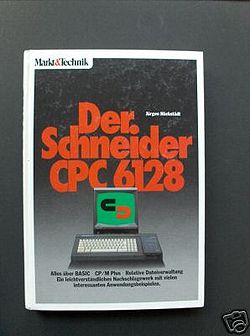 Markt&Technik
Jürgen Hückstädt
Der
Schneider
CPC 6128
Alles über BASIC · CP/M Plus · Relative Dateiverwaltung
Ein leichtverständliches Nachschlagewerk mit vielen
interessanten Anwendungsbeispielen.